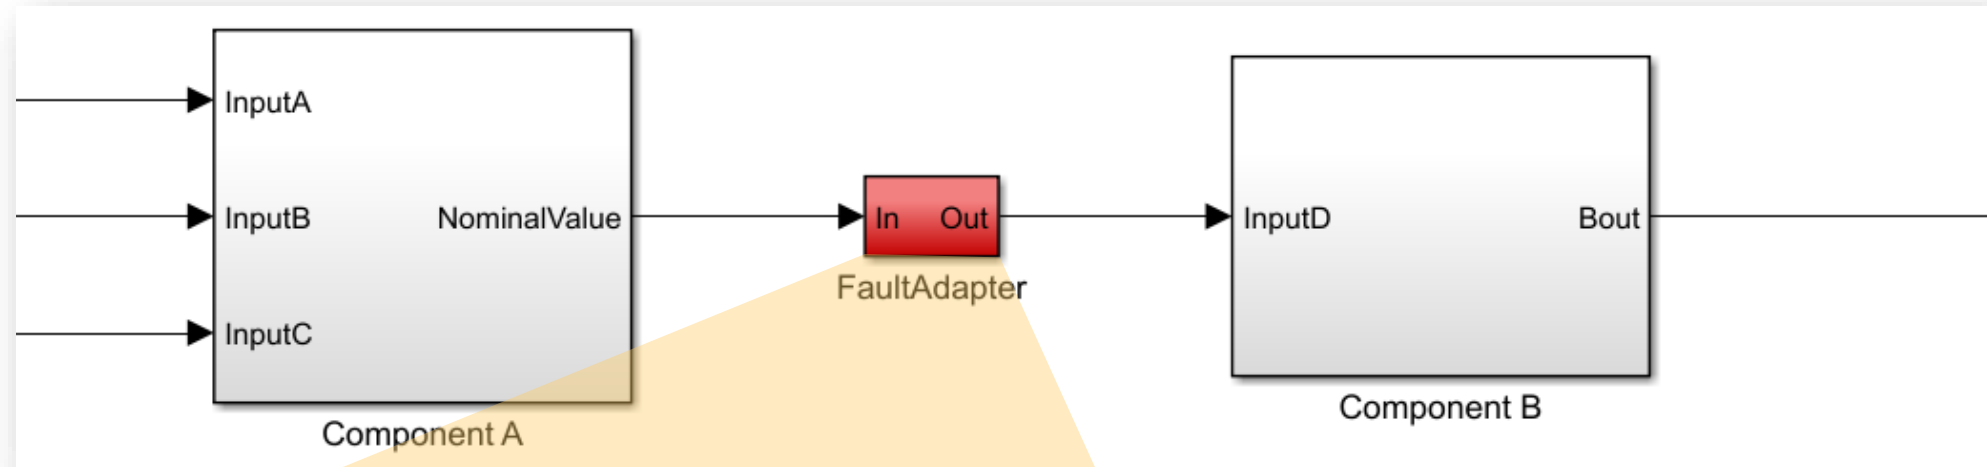 InputA
InputB
InputC
NominalValue
Component A
In Out
FaultAdapter
InputD
Bout
Component B